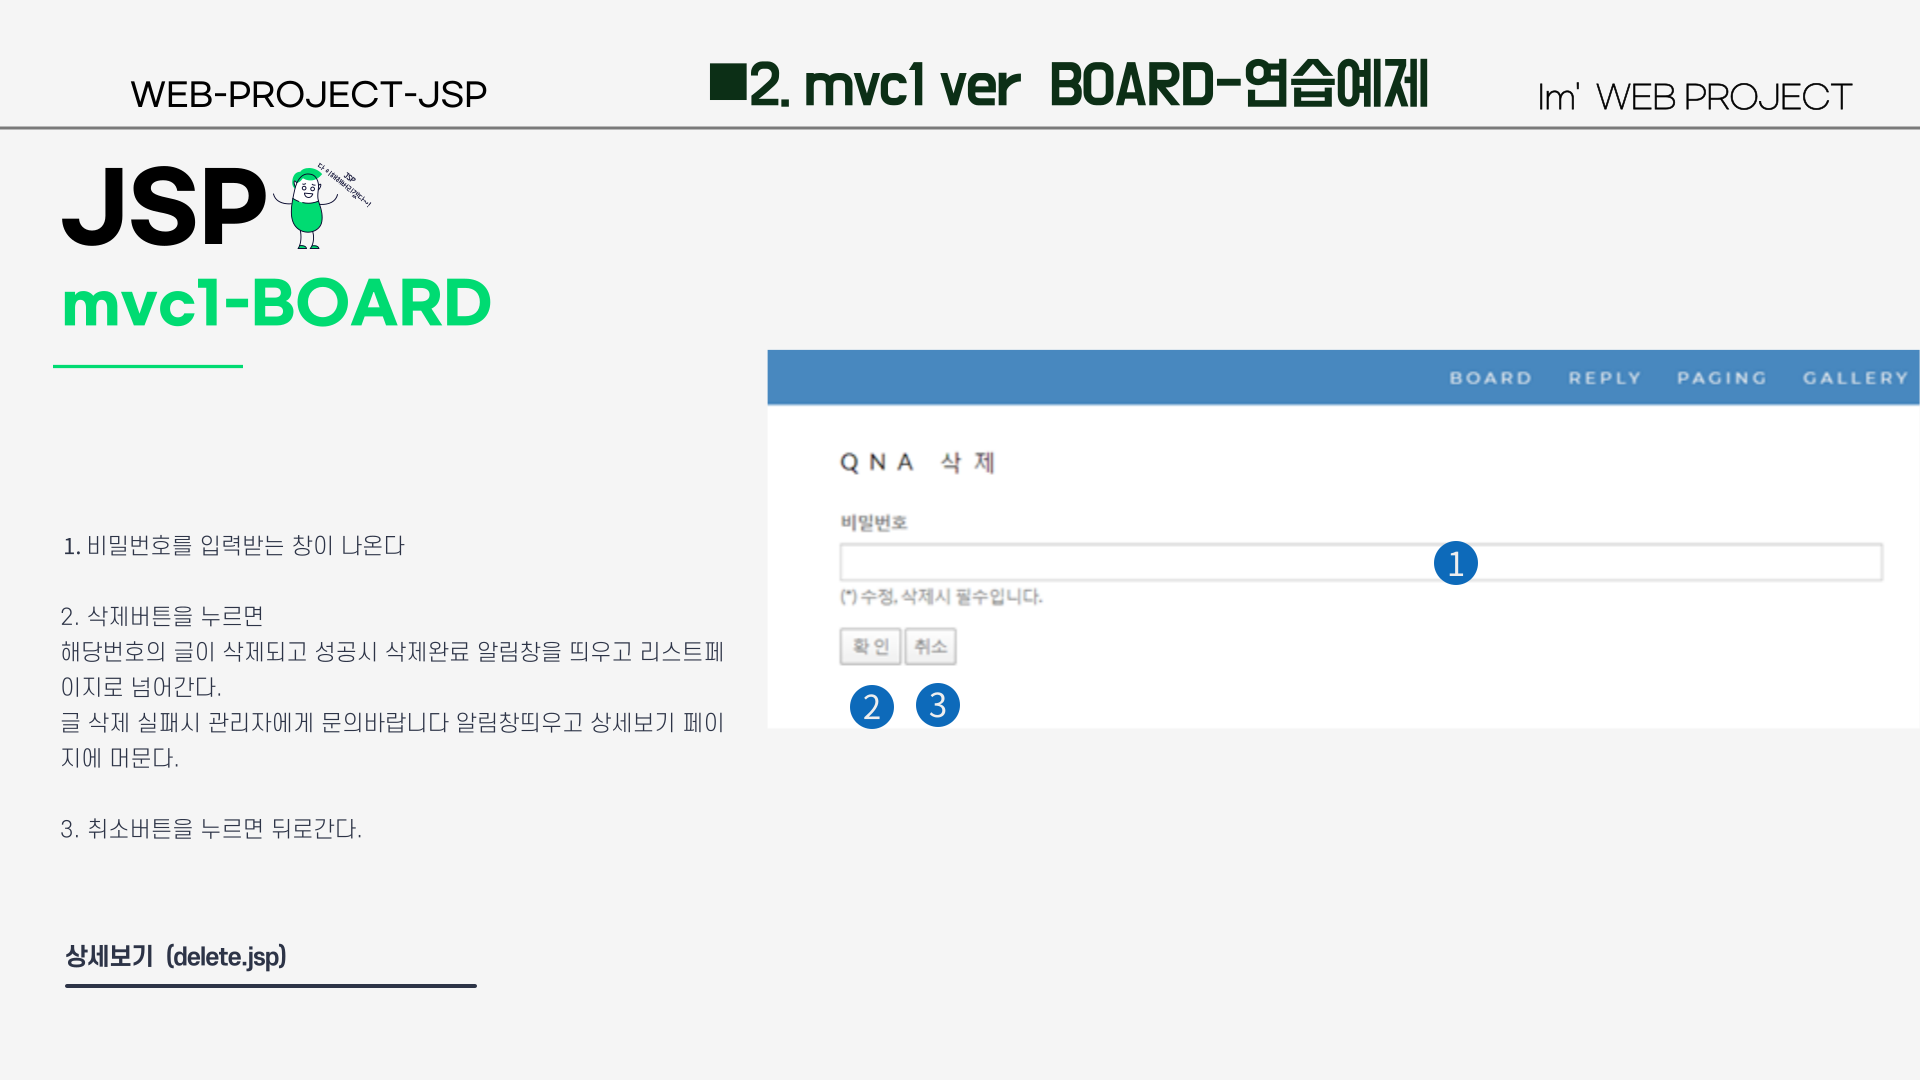 WEB-PROJECT-JSP
■2. mvc1 ver BOARD-연습예제
Im' WEB PROJECT
JSP
JSP
mvc1-BOARD
BOARD REPLY PAGING GALLERY
QNA 삭제
비밀번호
1
(*) 수정, 삭제시 필수입니다.
확인 취소
2 3
1. 비밀번호를 입력받는 창이 나온다
2. 삭제버튼을 누르면
해당번호의 글이 삭제되고 성공시 삭제완료 알림창을 띄우고 리스트페
이지로 넘어간다.
글 삭제 실패시 관리자에게 문의바랍니다 알림창띄우고 상세보기 페이
지에 머문다.
3. 취소버튼을 누르면 뒤로간다.
상세보기 (delete.jsp)